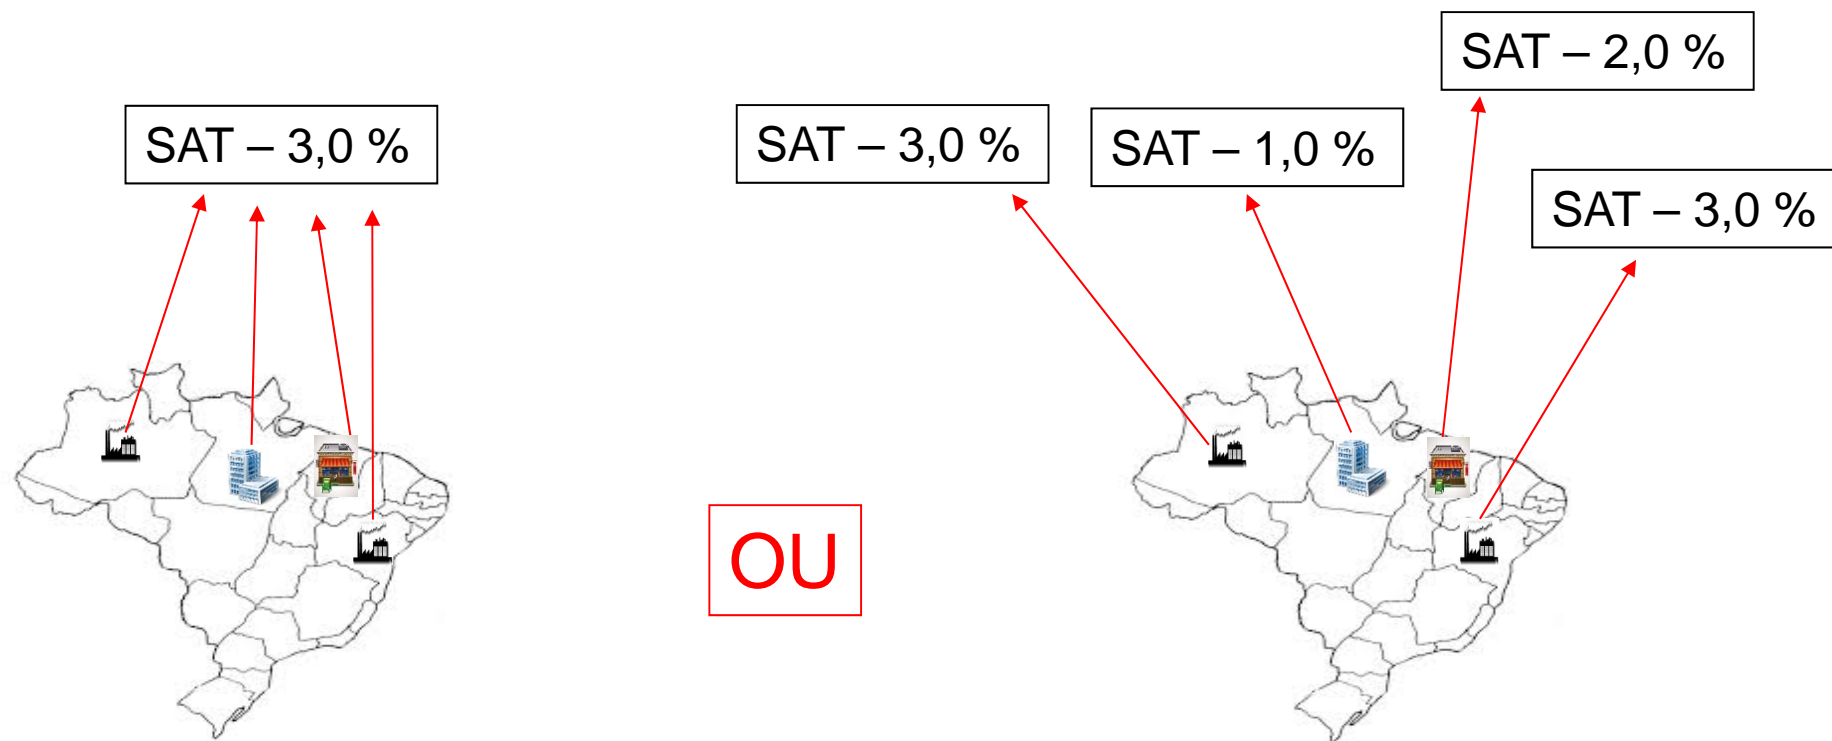 SAT – 3,0 %
SAT – 3,0 %
SAT – 1,0 %
SAT – 2,0 %
SAT – 3,0 %
OU